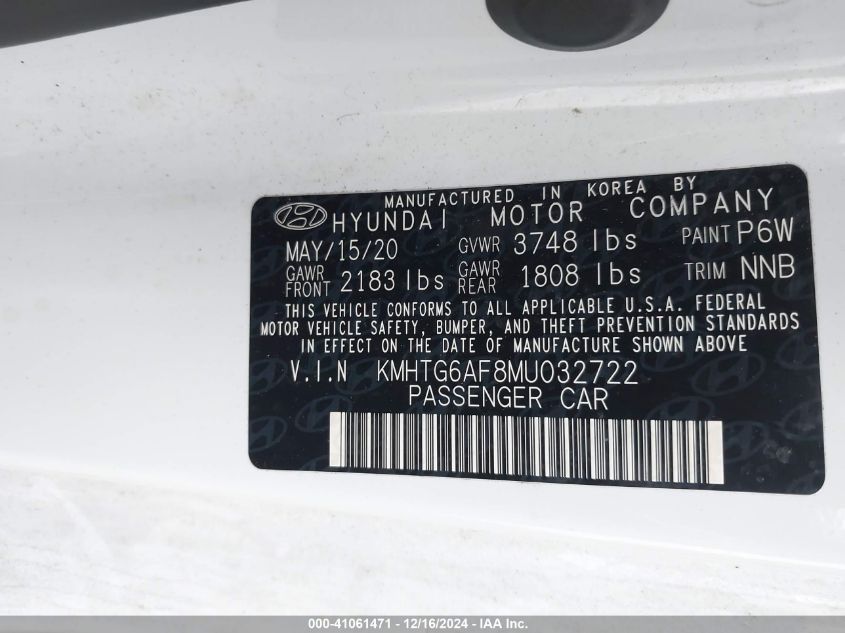 MANUFACTURED IN KOREA BY
HYUNDAI MOTOR COMPANY
MAY/15/20 GVWR 3748 lbs PAINT P6W
GAWR FRONT 2183 lbs GAWR REAR 1808 lbs TRIM NNB
THIS VEHICLE CONFORMS TO ALL APPLICABLE U.S.A. FEDERAL
MOTOR VEHICLE SAFETY, BUMPER, AND THEFT PREVENTION STANDARDS
IN EFFECT ON THE DATE OF MANUFACTURE SHOWN ABOVE
V.I.N KMHTG6AF8MU032722
PASSENGER CAR
000-41061471 - 12/16/2024 - IAA Inc.